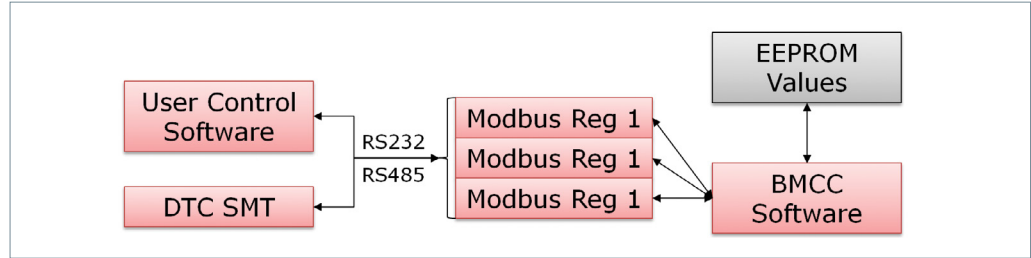 User Control
Software
DTC SMT
RS232
RS485
Modbus Reg 1
Modbus Reg 1
Modbus Reg 1
EEPROM
Values
BMCC
Software